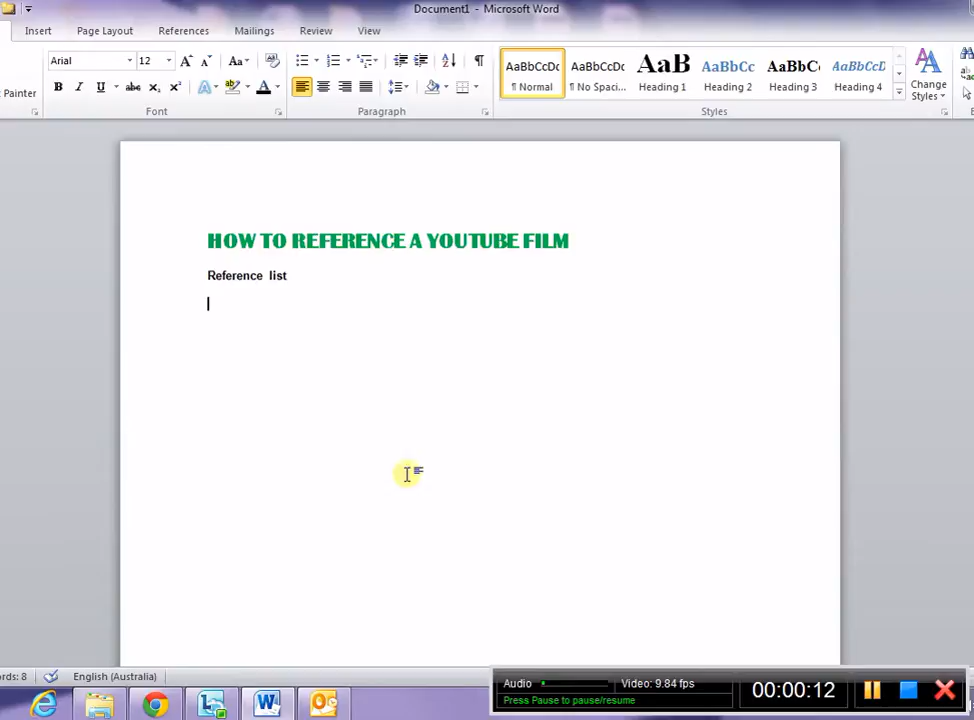 Document1 - Microsoft Word
Insert Page Layout References Mailings Review View
Arial 12 Aa
AaBbCcDc AaBbCcDc AaB AaBbCc AaBbC AaBbCcD
Painter ¶ Normal ¶ No Spaci... Heading 1 Heading 2 Heading 3 Heading 4 Change Styles
Font Paragraph Styles
HOW TO REFERENCE A YOUTUBE FILM
Reference list
rds: 8 English (Australia)
Audio Video: 9.84 fps 00:00:12
Press Pause to pause/resume